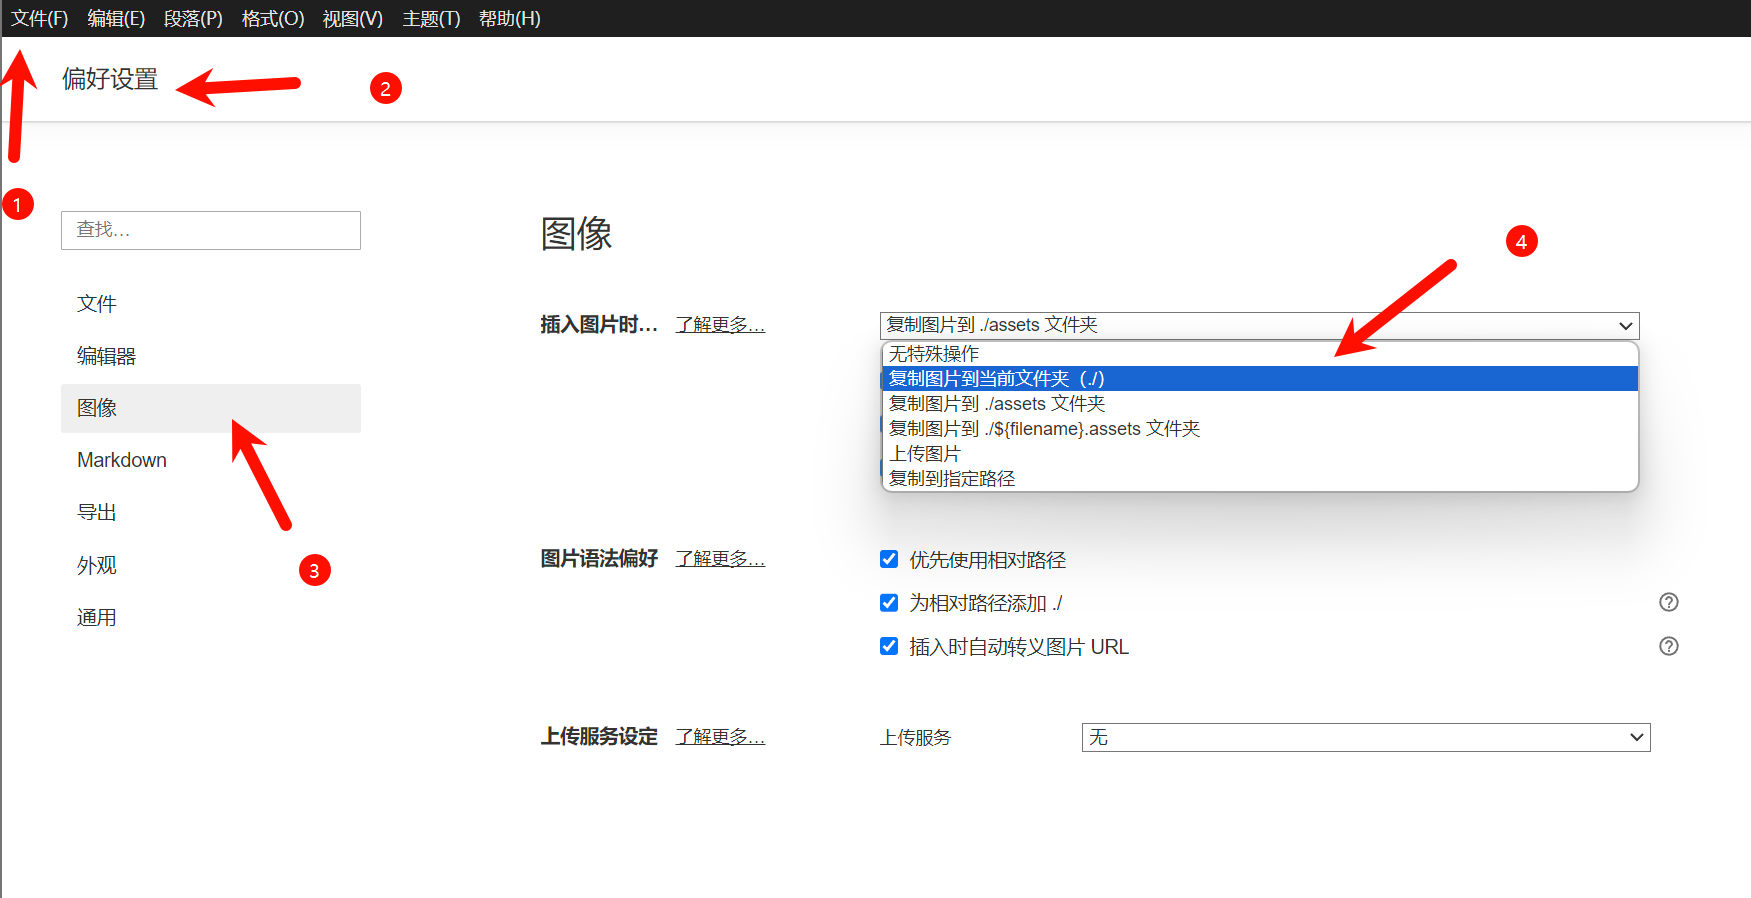 文件(F) 编辑(E) 段落(P) 格式(O) 视图(V) 主题(T) 帮助(H)
偏好设置
2
1
查找...
文件
编辑器
图像
Markdown
导出
外观
通用
3
图像
4
插入图片时... 了解更多... 复制图片到 ./assets 文件夹
无特殊操作
复制图片到当前文件夹（./）
复制图片到 ./assets 文件夹
复制图片到 ./${filename}.assets 文件夹
上传图片
复制到指定路径
图片语法偏好 了解更多... 优先使用相对路径
为相对路径添加 ./ ?
插入时自动转义图片 URL ?
上传服务设定 了解更多... 上传服务 无